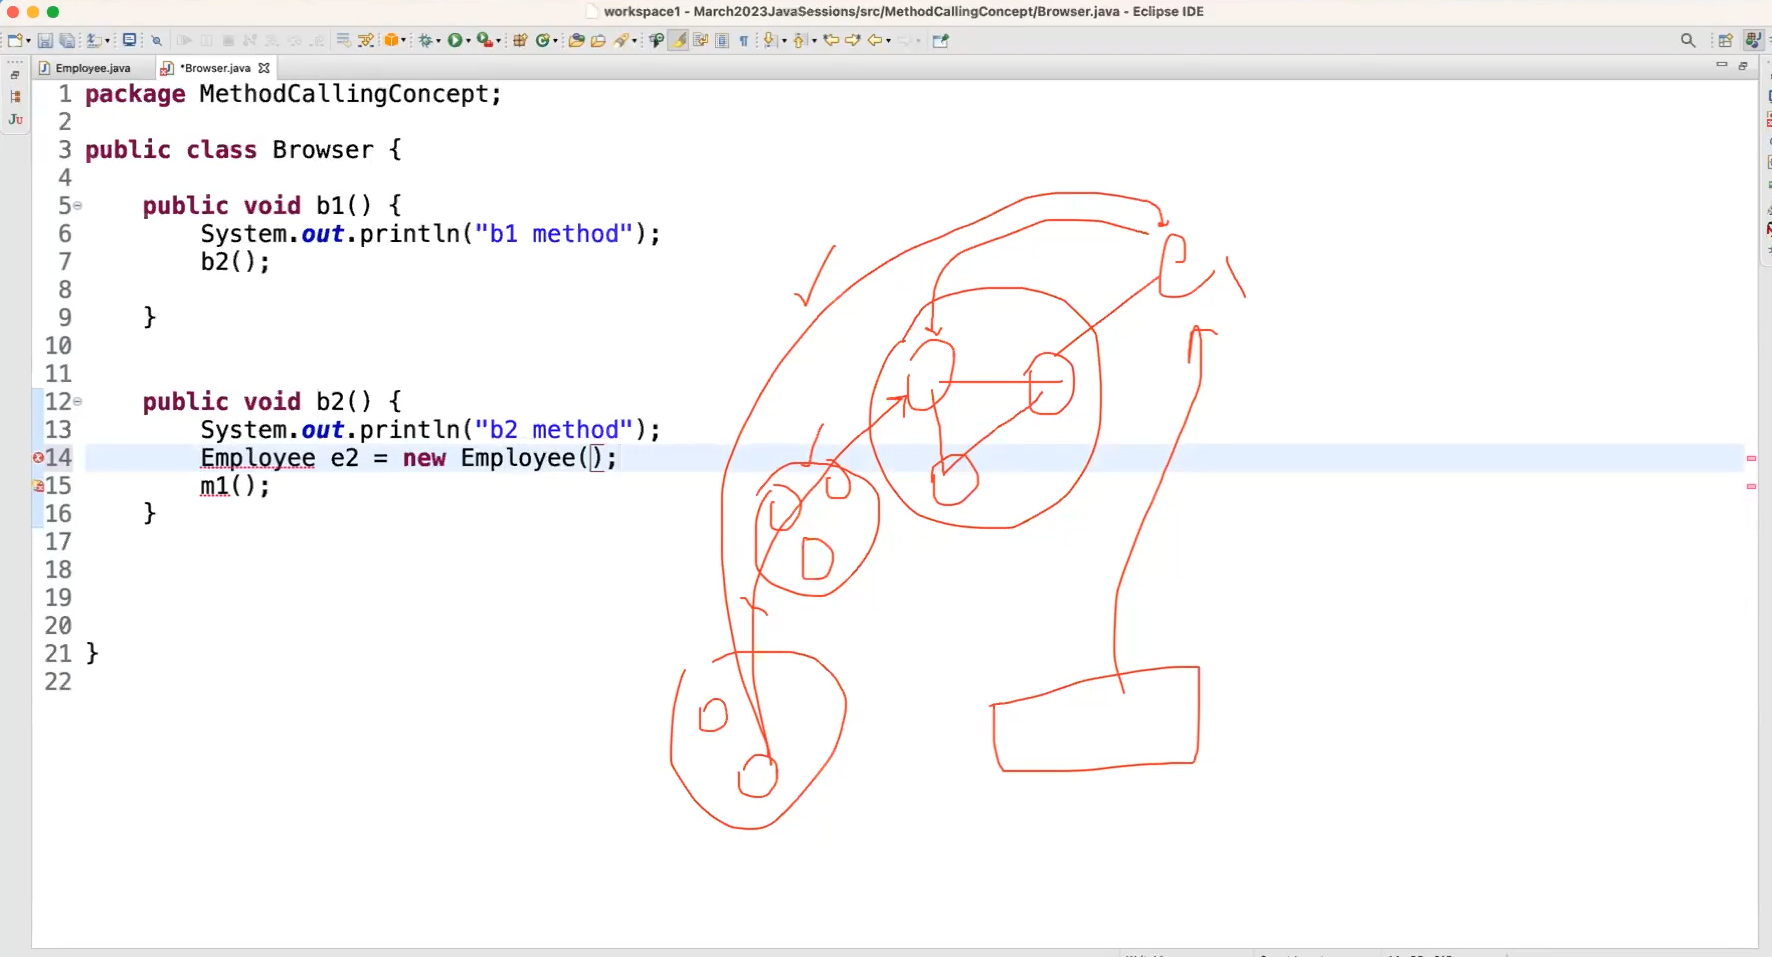 workspace1 - March2023JavaSessions/src/MethodCallingConcept/Browser.java - Eclipse IDE
Employee.java
*Browser.java
1 package MethodCallingConcept;
2
3 public class Browser {
4
5 public void b1() {
6 System.out.println("b1 method");
7 b2();
8
9 }
10
11
12 public void b2() {
13 System.out.println("b2 method");
14 Employee e2 = new Employee();
15 m1();
16 }
17
18
19
20
21 }
22